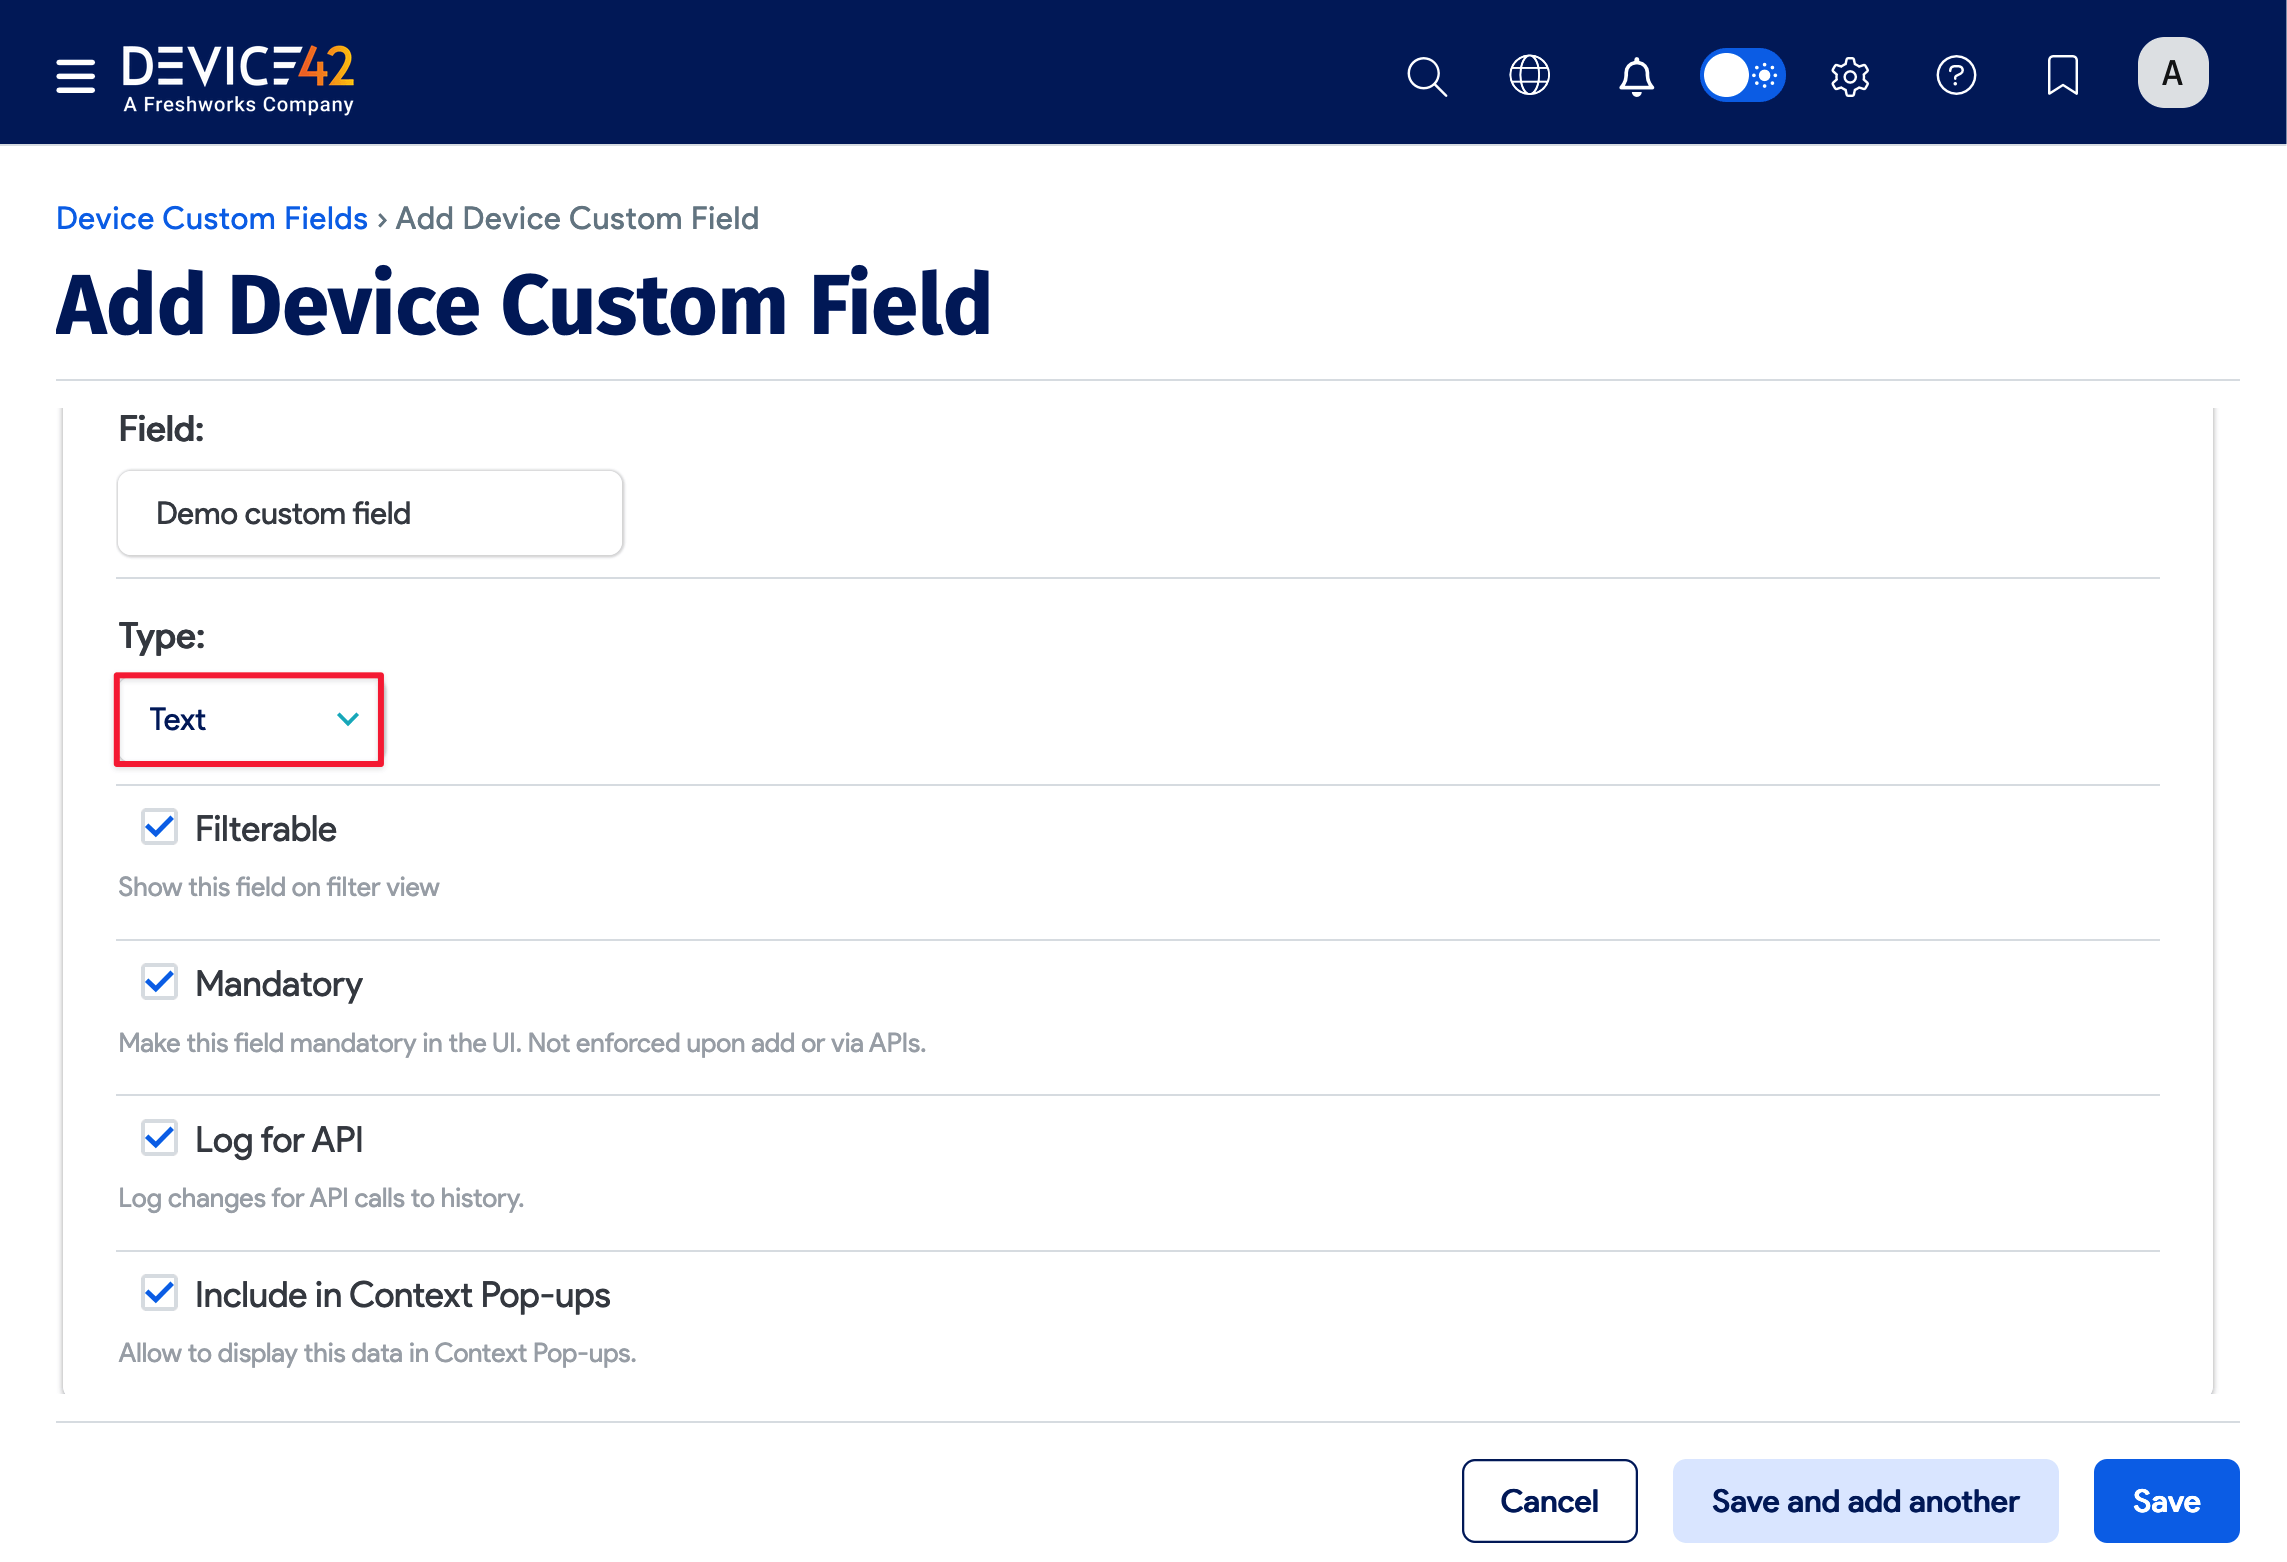 DEVICE42
A Freshworks Company
A
Device Custom Fields › Add Device Custom Field
Add Device Custom Field
Field:
Demo custom field
Type:
Text
Filterable
Show this field on filter view
Mandatory
Make this field mandatory in the UI. Not enforced upon add or via APIs.
Log for API
Log changes for API calls to history.
Include in Context Pop-ups
Allow to display this data in Context Pop-ups.
Cancel
Save and add another
Save